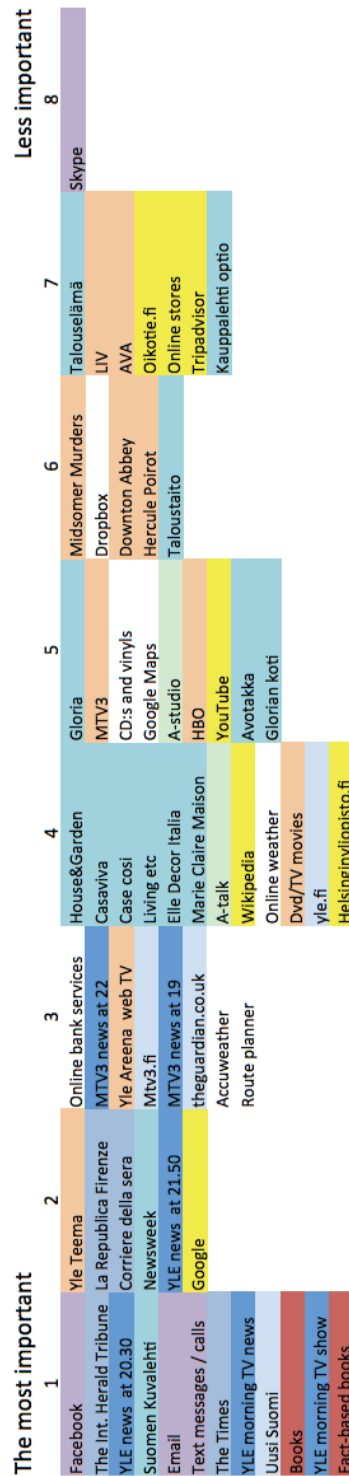 The most important Less important
1 2 3 4 5 6 7 8
Facebook Yle Teema Online bank services House&Garden Gloria Midsomer Murders Talouselämä Skype
The Int. Herald Tribune La Republica Firenze MTV3 news at 22 Casaviva MTV3 Dropbox LIV
YLE news at 20.30 Corriere della sera Yle Areena web TV Case cosi CD:s and vinyls Downton Abbey AVA
Suomen Kuvalehti Newsweek Mtv3.fi Living etc Google Maps Hercule Poirot Oikotie.fi
Email YLE news at 21.50 MTV3 news at 19 Elle Decor Italia A-studio Taloustaito Online stores
Text messages / calls Google theguardian.co.uk Marie Claire Maison HBO Tripadvisor
The Times Accuweather A-talk YouTube Kauppalehti optio
YLE morning TV news Route planner Wikipedia Avotakka
Uusi Suomi Online weather Glorian koti
Books Dvd/TV movies
YLE morning TV show yle.fi
Fact-based books Helsinginyliopisto.fi